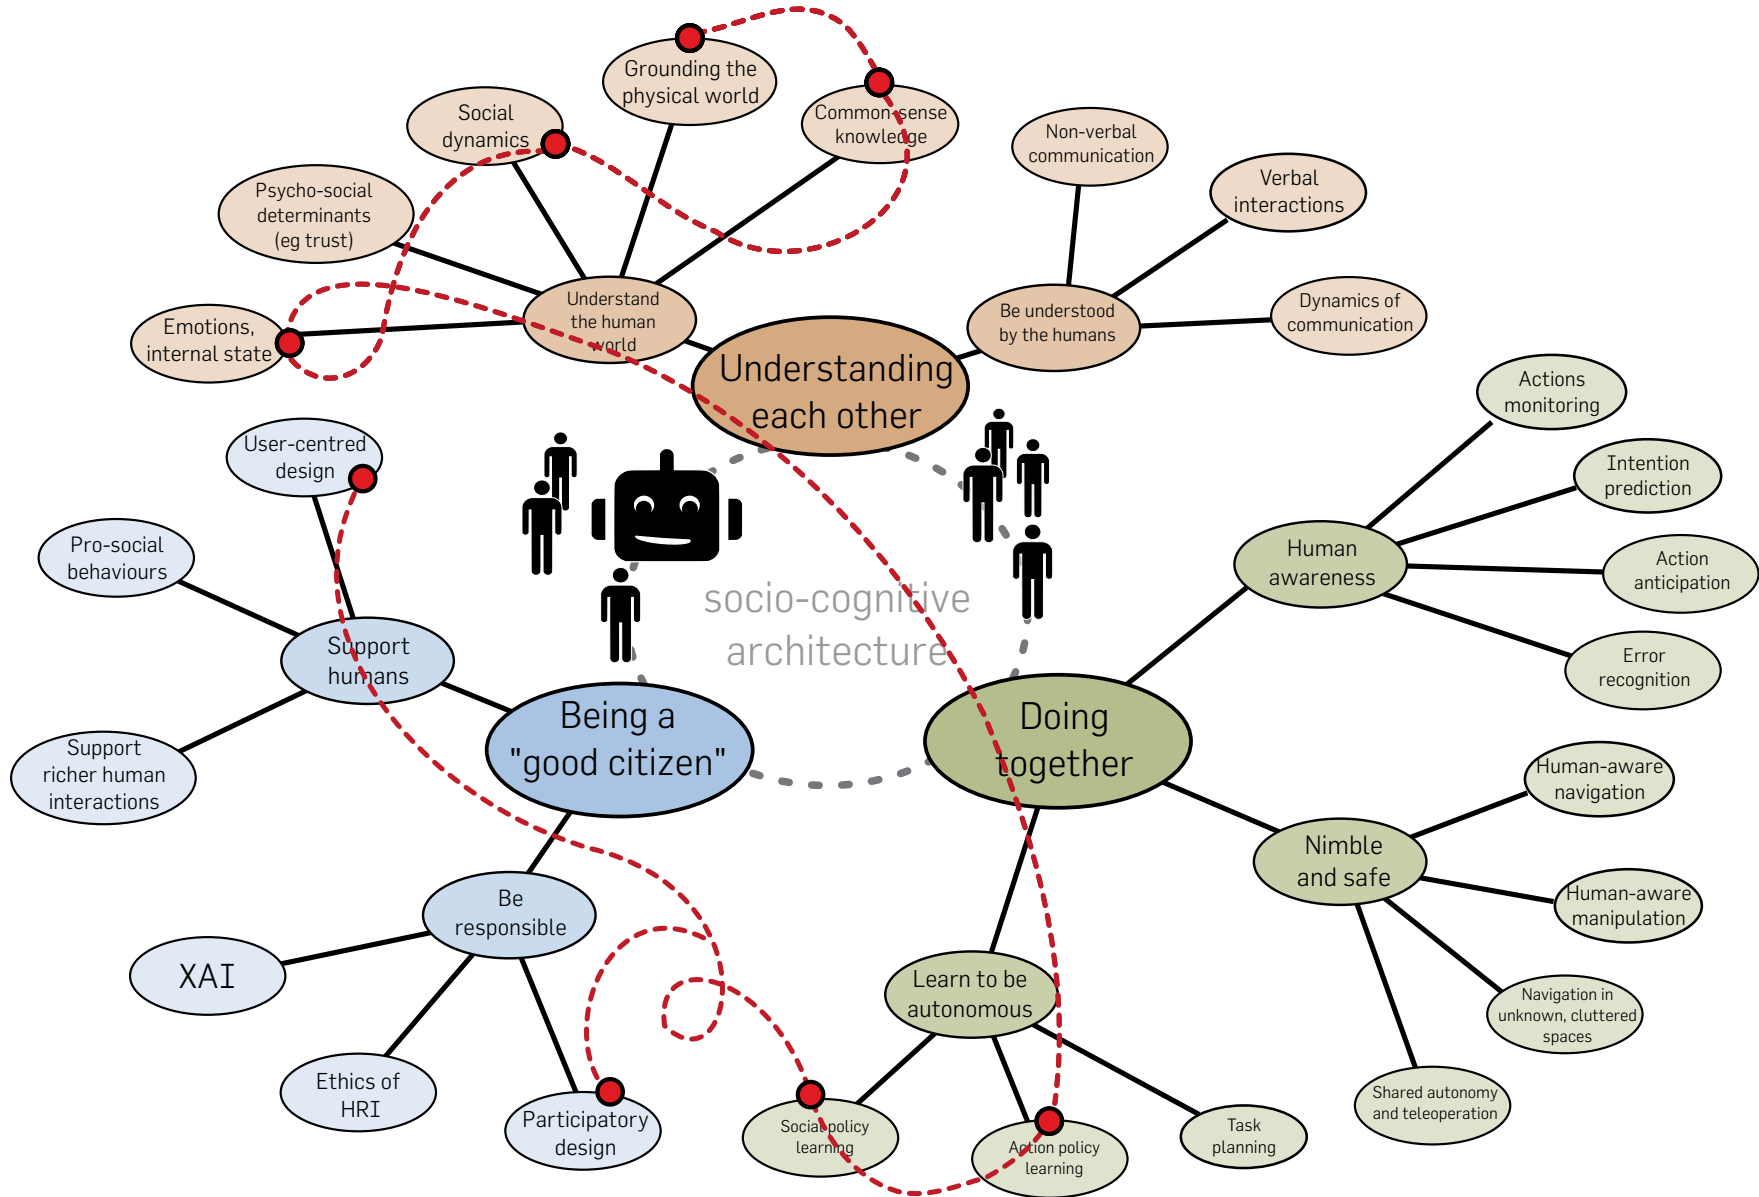 Grounding the
physical world
Social
dynamics
Common-sense
knowledge
Psycho-social
determinants
(eg trust)
Emotions,
internal state
Understand
the human
world
Non-verbal
communication
Verbal
interactions
Dynamics of
communication
Be understood
by the humans
Understanding
each other
Actions
monitoring
Intention
prediction
Action
anticipation
Error
recognition
Human
awareness
User-centred
design
Pro-social
behaviours
Support
richer human
interactions
Support
humans
socio-cognitive
architecture
Being a
"good citizen"
Doing
together
Human-aware
navigation
Human-aware
manipulation
Navigation in
unknown, cluttered
spaces
Shared autonomy
and teleoperation
Nimble
and safe
Be
responsible
XAI
Ethics of
HRI
Participatory
design
Learn to be
autonomous
Social policy
learning
Action policy
learning
Task
planning